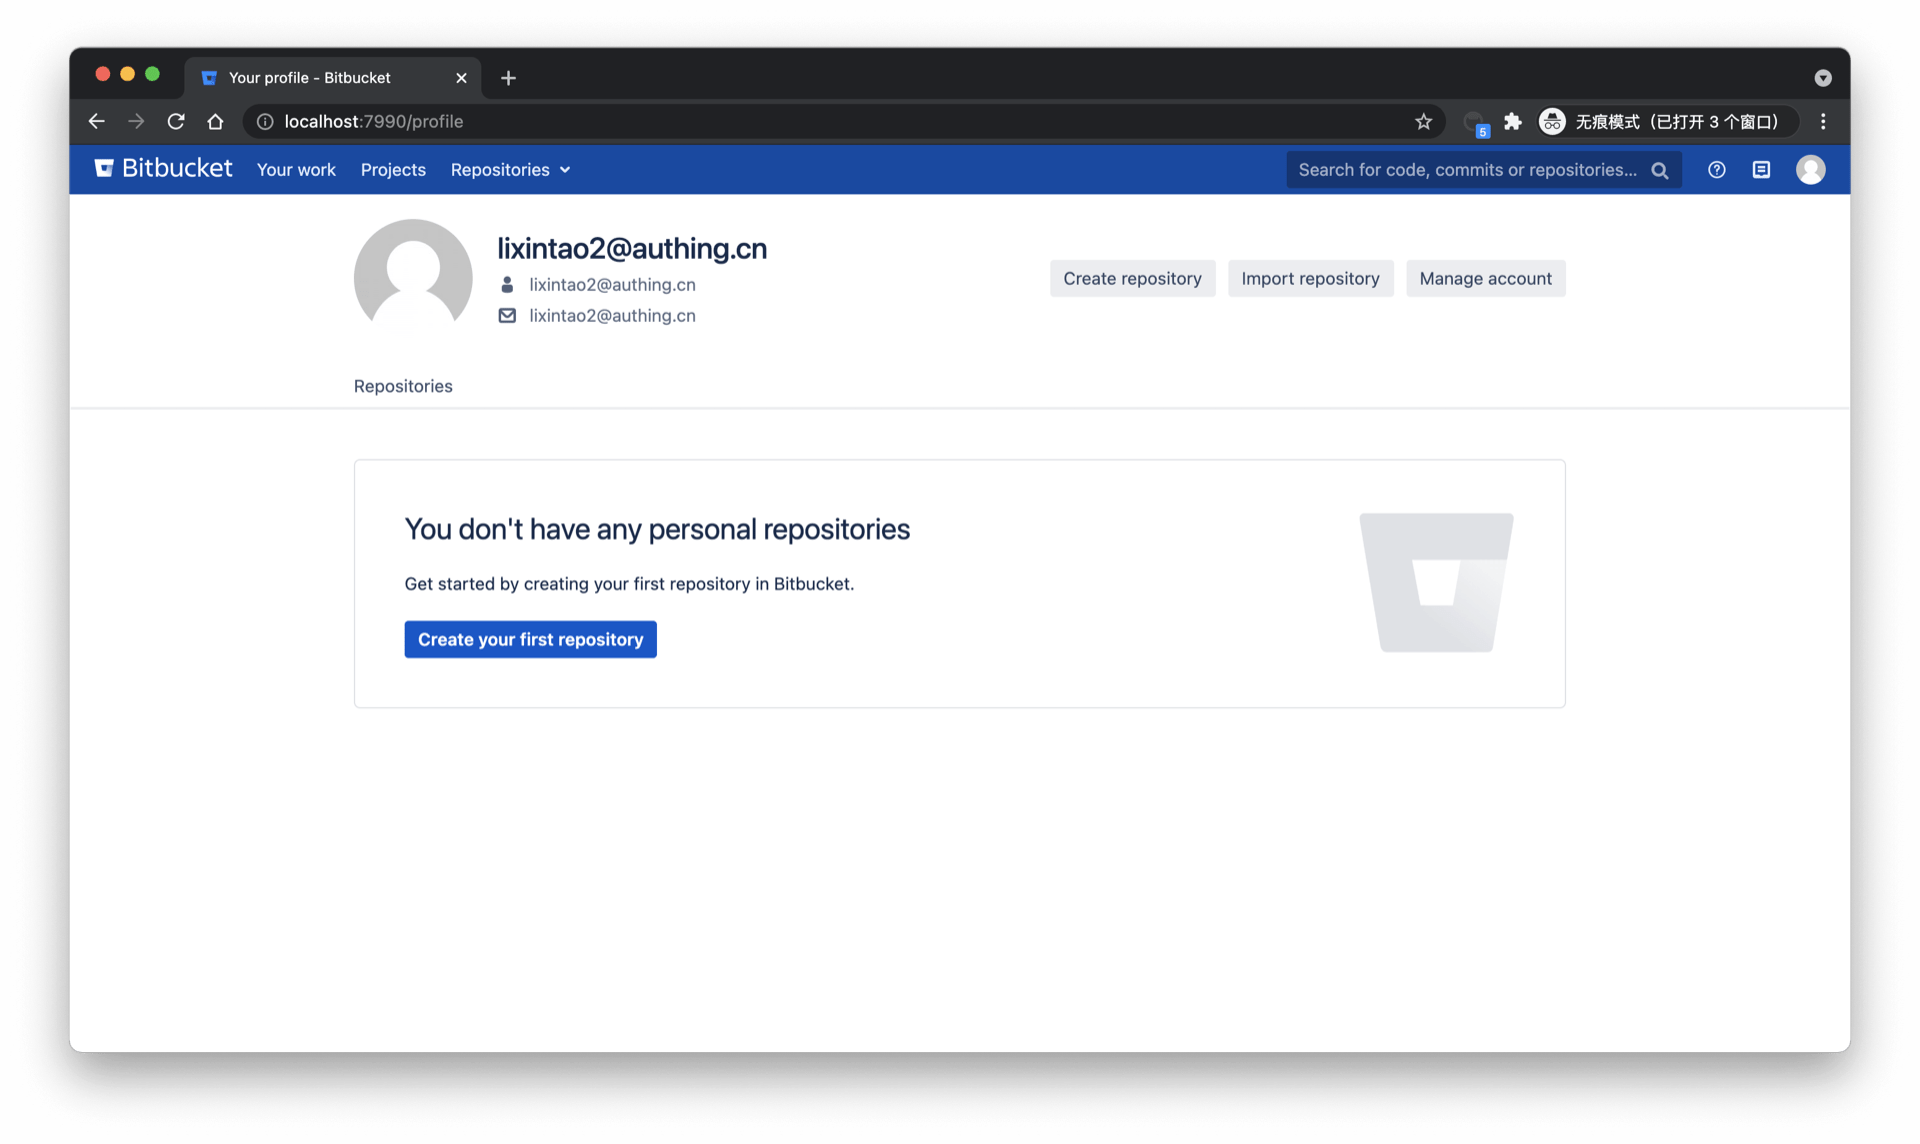 Your profile - Bitbucket
localhost:7990/profile
5
无痕模式（已打开 3 个窗口）
Bitbucket
Your work
Projects
Repositories
Search for code, commits or repositories...
lixintao2@authing.cn
lixintao2@authing.cn
lixintao2@authing.cn
Create repository
Import repository
Manage account
Repositories
You don't have any personal repositories
Get started by creating your first repository in Bitbucket.
Create your first repository